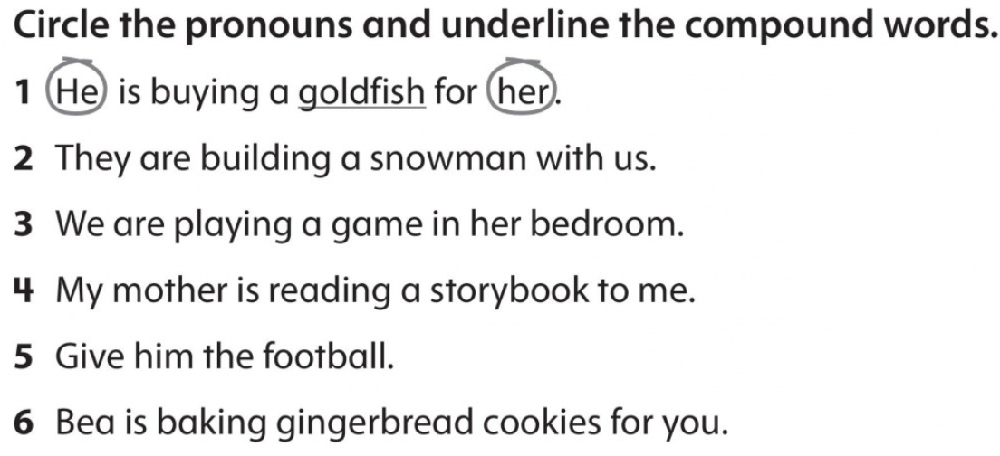 Circle the pronouns and underline the compound words.
1 He is buying a goldfish for her.
2 They are building a snowman with us.
3 We are playing a game in her bedroom.
4 My mother is reading a storybook to me.
5 Give him the football.
6 Bea is baking gingerbread cookies for you.